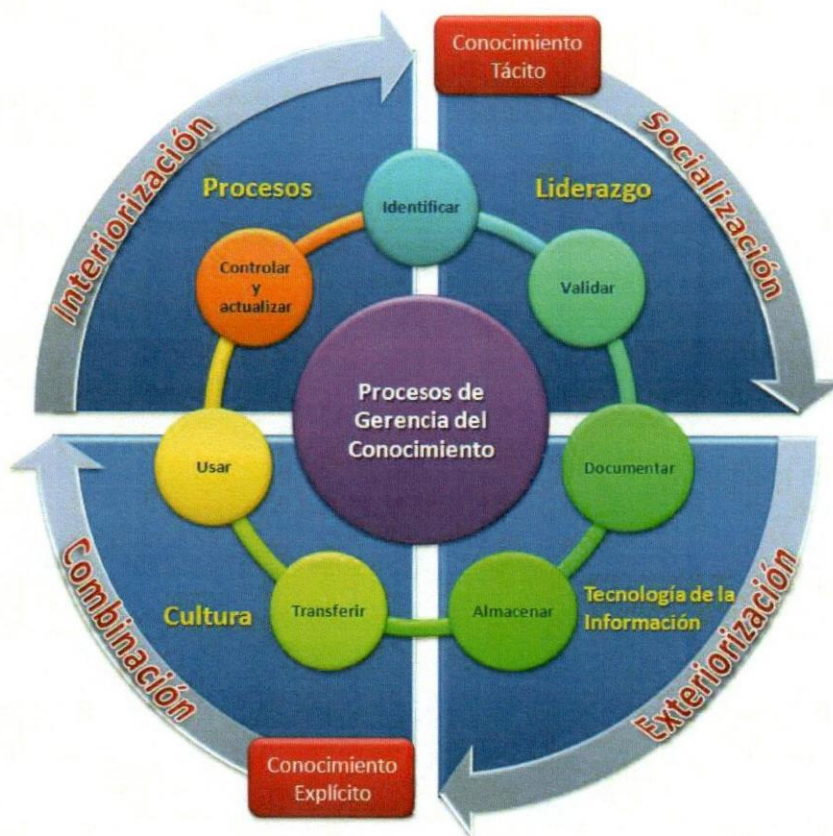 Conocimiento
Tácito
Interiorización
Socialización
Procesos
Liderazgo
Identificar
Controlar
y
actualizar
Validar
Procesos de
Gerencia del
Conocimiento
Usar
Documentar
Cultura
Transferir
Almacenar
Tecnología de la
Información
Combinación
Exteriorización
Conocimiento
Explícito